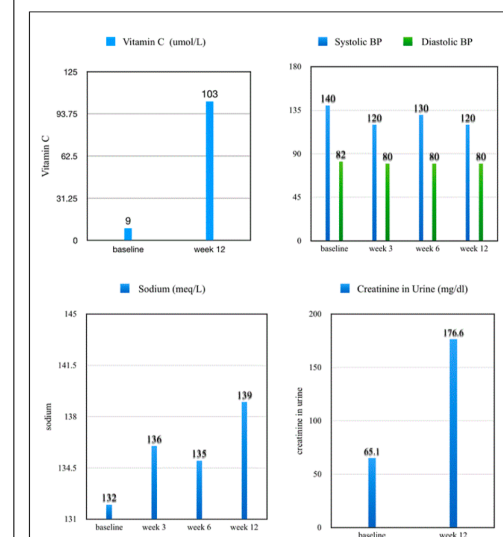 Vitamin C (umol/L)
125
93.75
62.5
31.25
0
Vitamin C
9
103
baseline week 12
Systolic BP Diastolic BP
180
135
90
45
0
140 82
120 80
130 80
120 80
baseline week 3 week 6 week 12
Sodium (meq/L)
145
141.5
138
134.5
131
sodium
132
136
135
139
baseline week 3 week 6 week 12
Creatinine in Urine (mg/dl)
200
150
100
50
0
creatinine in urine
65.1
176.6
baseline week 12